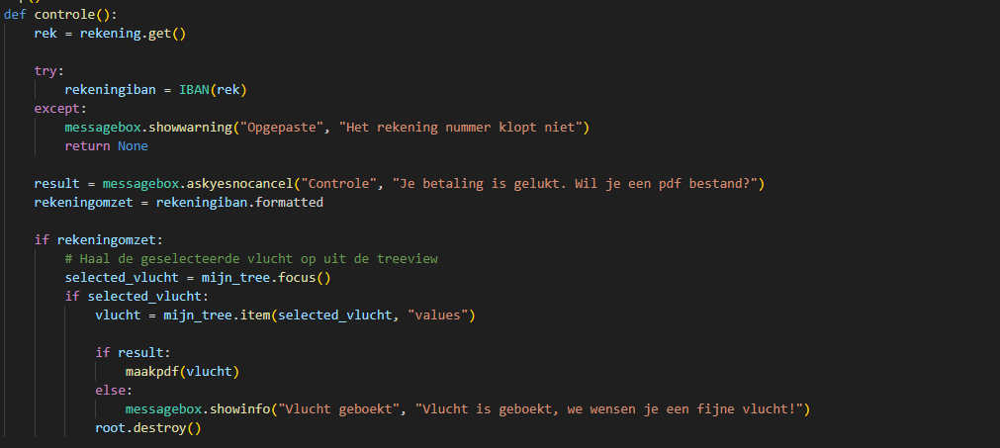 def controle():
    rek = rekening.get()
    try:
        rekeningiban = IBAN(rek)
    except:
        messagebox.showwarning("Opgepaste", "Het rekening nummer klopt niet")
        return None
    result = messagebox.askyesnocancel("Controle", "Je betaling is gelukt. Wil je een pdf bestand?")
    rekeningomzet = rekeningiban.formatted
    if rekeningomzet:
        # Haal de geselecteerde vlucht op uit de treeview
        selected_vlucht = mijn_tree.focus()
        if selected_vlucht:
            vlucht = mijn_tree.item(selected_vlucht, "values")
            if result:
                maakpdf(vlucht)
            else:
                messagebox.showinfo("Vlucht geboekt", "Vlucht is geboekt, we wensen je een fijne vlucht!")
            root.destroy()